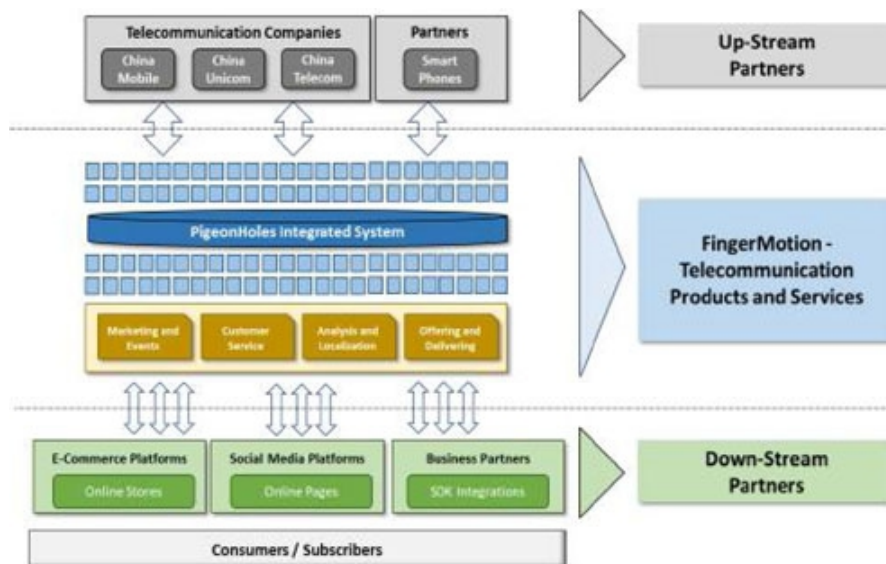 Telecommunication Companies
Partners
China
Mobile
China
Unicom
China
Telecom
Smart
Phones
Up-Stream
Partners
PigeonHoles Integrated System
FingerMotion -
Telecommunication
Products and Services
Marketing and
Events
Customer
Service
Analysis and
Localization
Offering and
Delivering
E-Commerce Platforms
Social Media Platforms
Business Partners
Online Stores
Online Pages
SDK Integrations
Down-Stream
Partners
Consumers / Subscribers